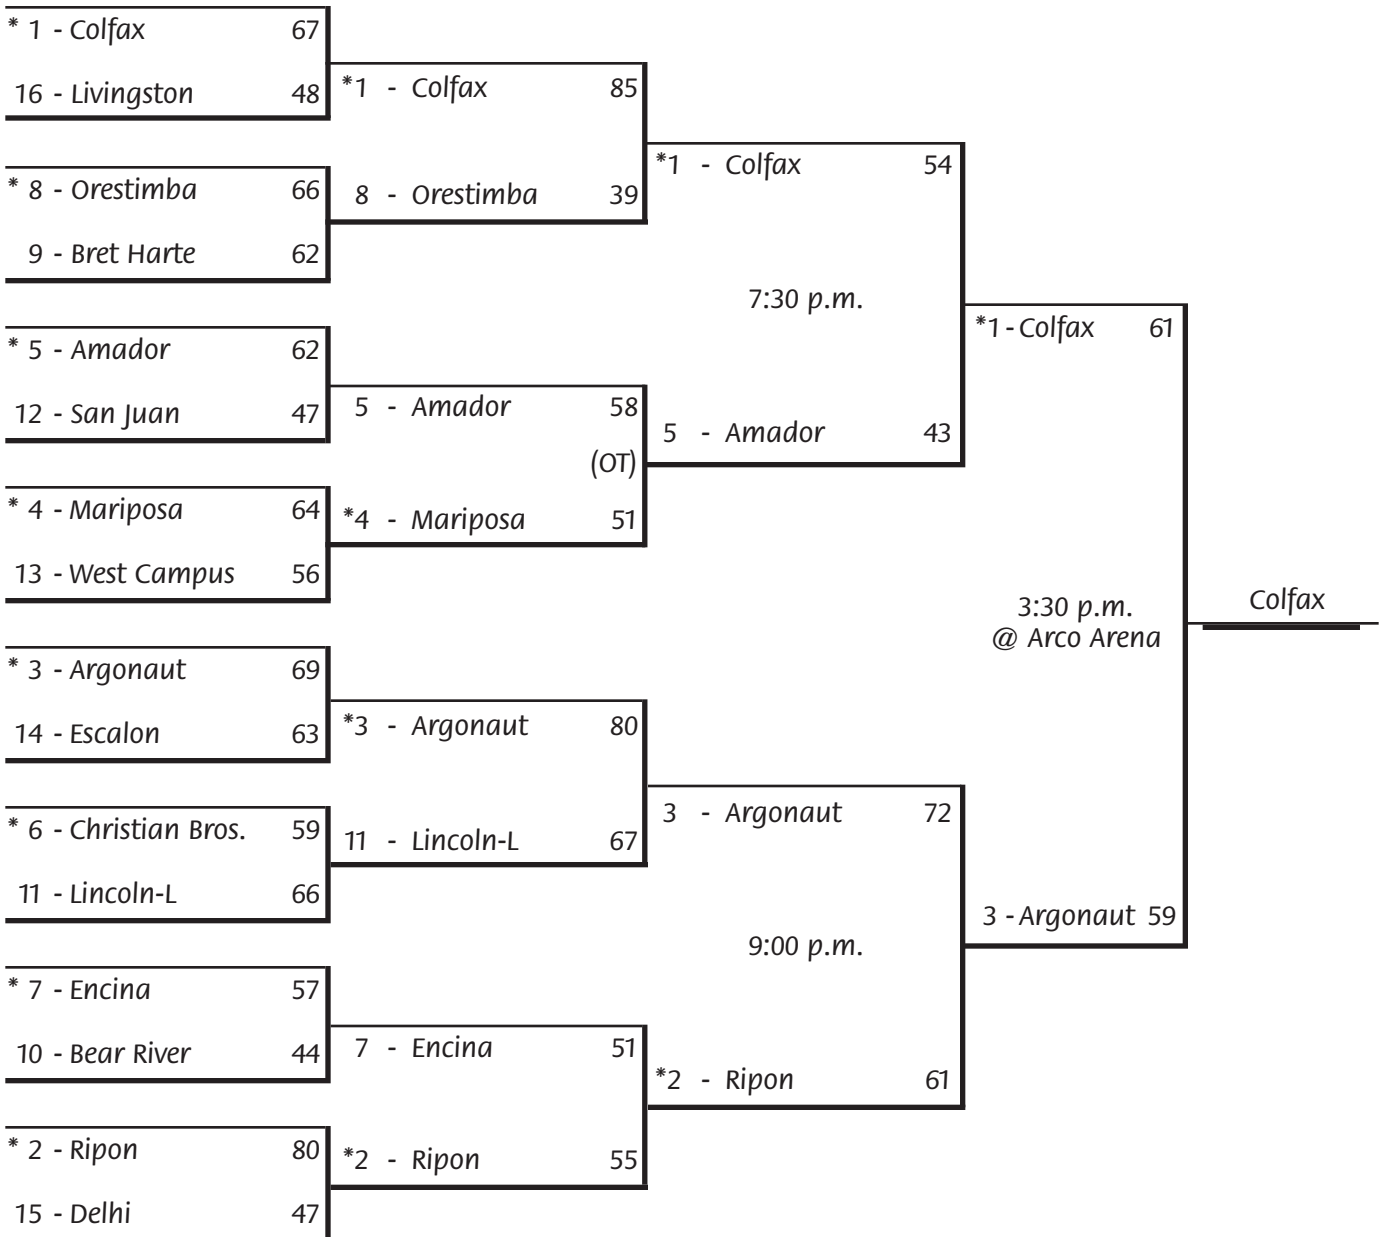 * 1 - Colfax 67
16 - Livingston 48
* 8 - Orestimba 66
9 - Bret Harte 62
* 5 - Amador 62
12 - San Juan 47
* 4 - Mariposa 64
13 - West Campus 56
* 3 - Argonaut 69
14 - Escalon 63
* 6 - Christian Bros. 59
11 - Lincoln-L 66
* 7 - Encina 57
10 - Bear River 44
* 2 - Ripon 80
15 - Delhi 47
*1 - Colfax 85
8 - Orestimba 39
5 - Amador 58
(OT)
*4 - Mariposa 51
*3 - Argonaut 80
11 - Lincoln-L 67
7 - Encina 51
*2 - Ripon 55
*1 - Colfax 54
7:30 p.m.
5 - Amador 43
3 - Argonaut 72
9:00 p.m.
*2 - Ripon 61
*1 - Colfax 61
3:30 p.m.
@ Arco Arena
3 - Argonaut 59
Colfax